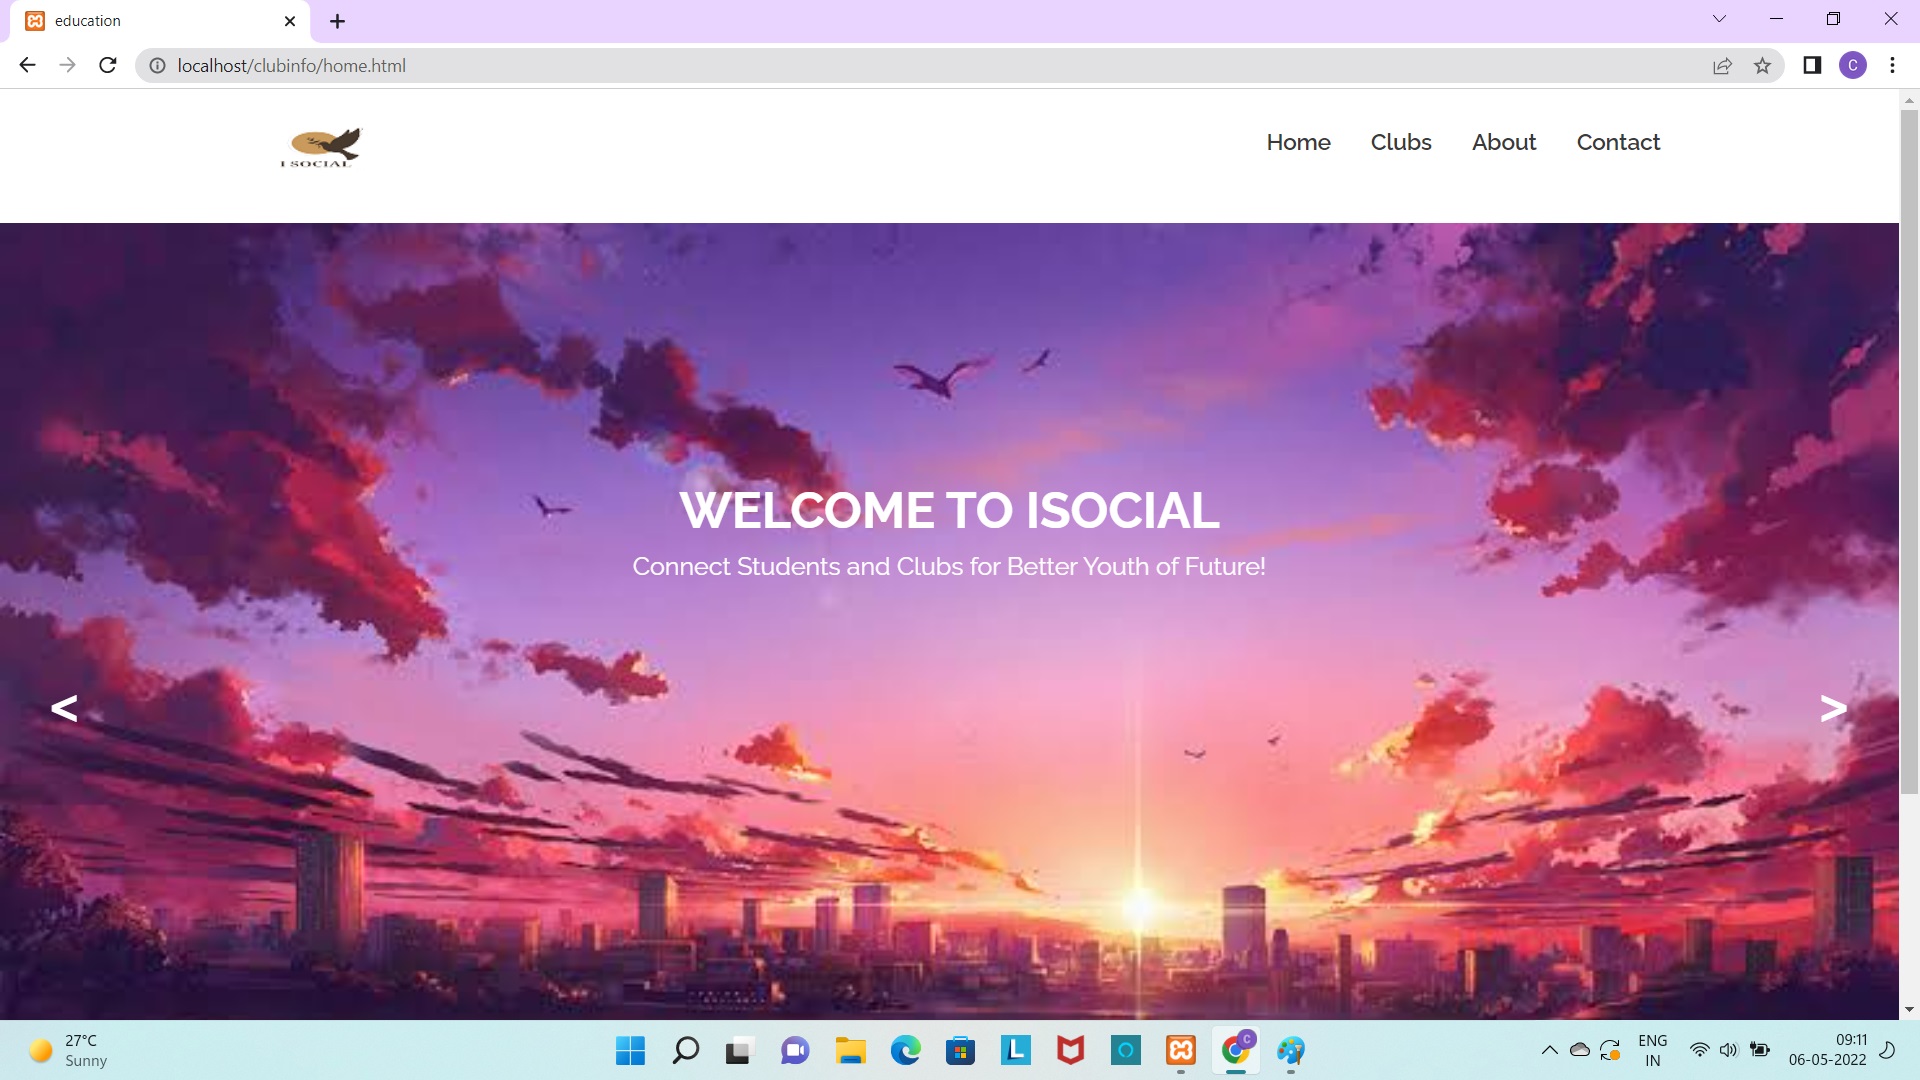 education
localhost/clubinfo/home.html
C
I SOCIAL
Home Clubs About Contact
WELCOME TO ISOCIAL
Connect Students and Clubs for Better Youth of Future!
< >
27°C
Sunny
L
C
ENG
IN
09:11
06-05-2022